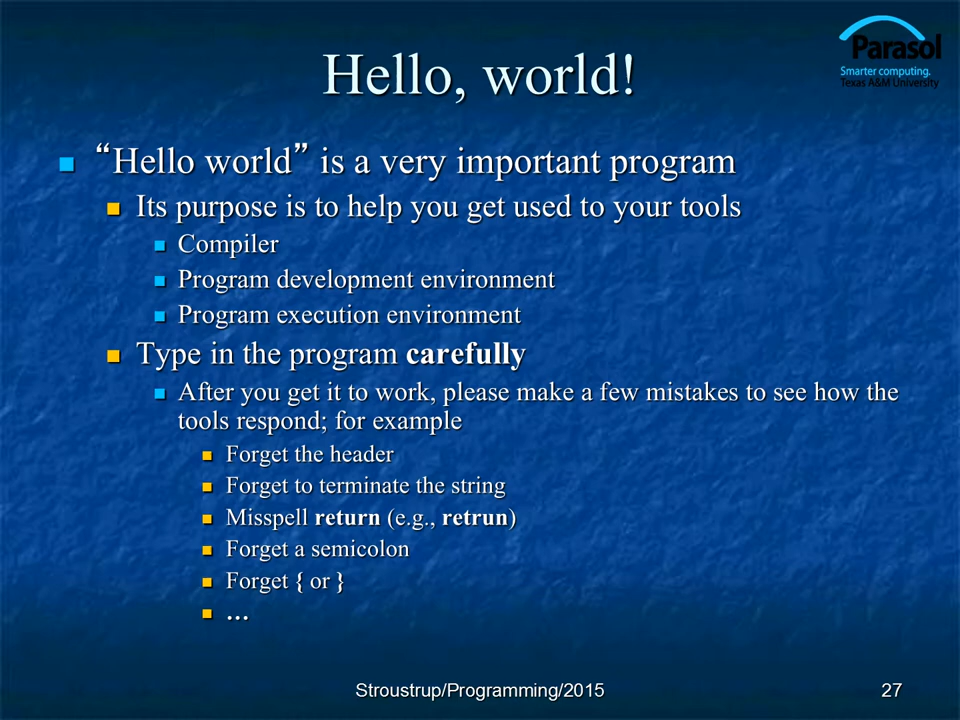 Parasol
Smarter computing.
Texas A&M University
Hello, world!
“Hello world” is a very important program
Its purpose is to help you get used to your tools
Compiler
Program development environment
Program execution environment
Type in the program carefully
After you get it to work, please make a few mistakes to see how the
tools respond; for example
Forget the header
Forget to terminate the string
Misspell return (e.g., retrun)
Forget a semicolon
Forget { or }
…
Stroustrup/Programming/2015
27